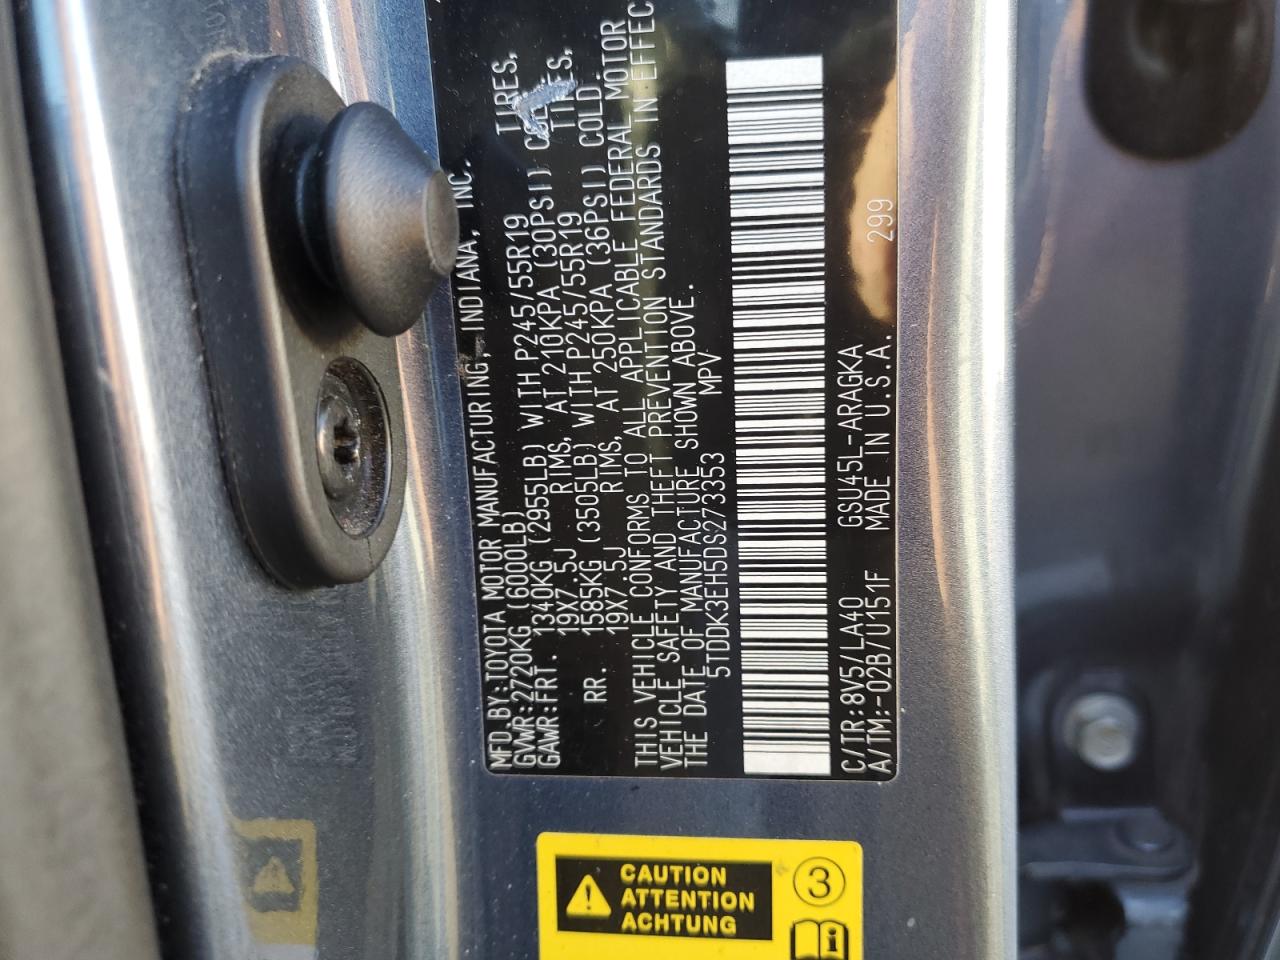 MFD.BY:TOYOTA MOTOR MANUFACTURING, INDIANA, INC.
GVWR:2720KG (6000LB)
GAWR:FRT. 1340KG (2955LB) WITH P245/55R19 TIRES,
19X7.5J RIMS, AT 210KPA (30PSI) COLD
RR. 1585KG (3505LB) WITH P245/55R19 TIRES,
19X7.5J RIMS, AT 250KPA (36PSI) COLD.
THIS VEHICLE CONFORMS TO ALL APPLICABLE FEDERAL MOTOR
VEHICLE SAFETY AND THEFT PREVENTION STANDARDS IN EFFEC
THE DATE OF MANUFACTURE SHOWN ABOVE.
5TDDK3EH5DS273353 MPV
C/TR:8V5/LA40 GSU45L-ARAGKA 299
A/TM:-02B/U151F MADE IN U.S.A.
CAUTION
ATTENTION
ACHTUNG
3
i